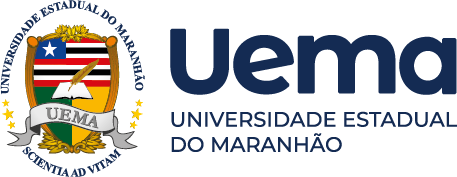 UNIVERSIDADE ESTADUAL DO MARANHÃO
UEMA
SCIENTIA AD VITAM
Uema
UNIVERSIDADE ESTADUAL
DO MARANHÃO